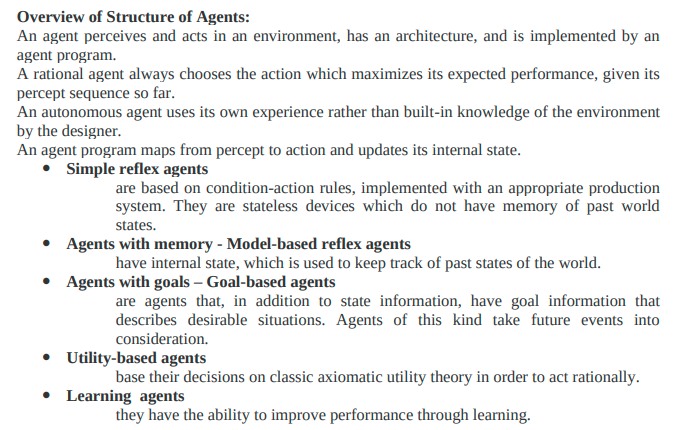 Overview of Structure of Agents:
An agent perceives and acts in an environment, has an architecture, and is implemented by an
agent program.
A rational agent always chooses the action which maximizes its expected performance, given its
percept sequence so far.
An autonomous agent uses its own experience rather than built-in knowledge of the environment
by the designer.
An agent program maps from percept to action and updates its internal state.
• Simple reflex agents
are based on condition-action rules, implemented with an appropriate production
system. They are stateless devices which do not have memory of past world
states.
• Agents with memory - Model-based reflex agents
have internal state, which is used to keep track of past states of the world.
• Agents with goals – Goal-based agents
are agents that, in addition to state information, have goal information that
describes desirable situations. Agents of this kind take future events into
consideration.
• Utility-based agents
base their decisions on classic axiomatic utility theory in order to act rationally.
• Learning agents
they have the ability to improve performance through learning.